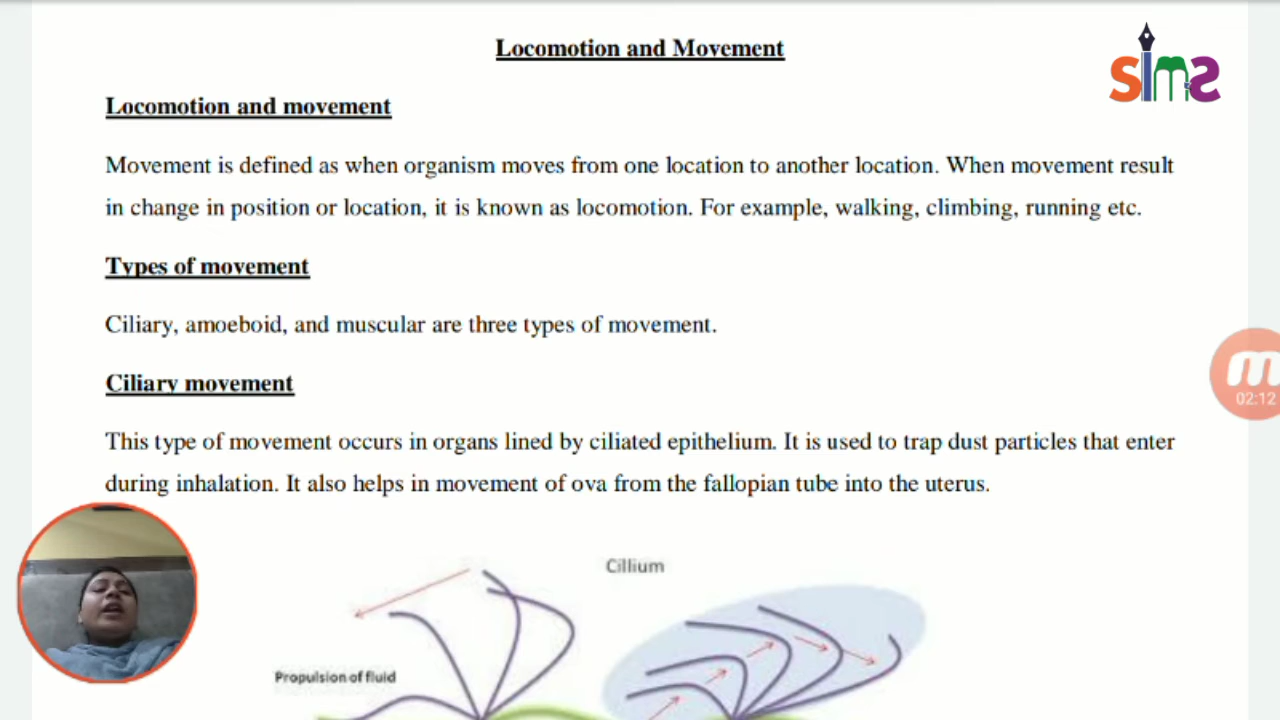 Locomotion and Movement
sims
Locomotion and movement
Movement is defined as when organism moves from one location to another location. When movement result
in change in position or location, it is known as locomotion. For example, walking, climbing, running etc.
Types of movement
Ciliary, amoeboid, and muscular are three types of movement.
m
02:12
Ciliary movement
This type of movement occurs in organs lined by ciliated epithelium. It is used to trap dust particles that enter
during inhalation. It also helps in movement of ova from the fallopian tube into the uterus.
Cillium
Propulsion of fluid